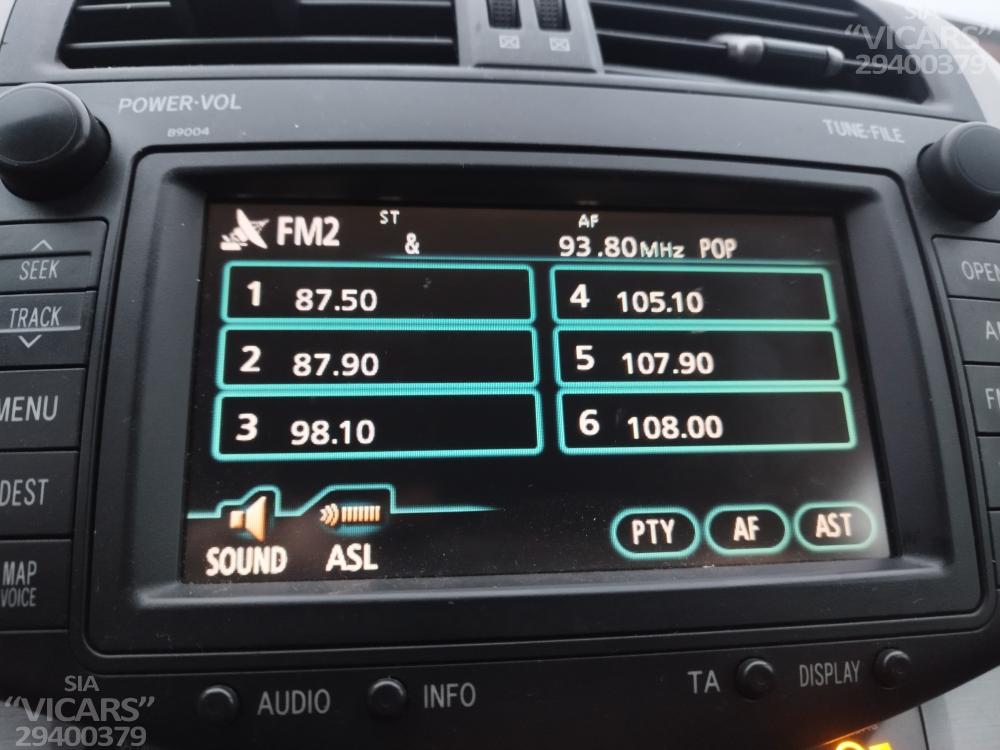 SIA
"VICARS"
29400379
POWER·VOL
89004
TUNE·FILE
SEEK
TRACK
MENU
DEST
MAP
VOICE
FM2
ST
&
AF
93.80MHz POP
1 87.50
4 105.10
2 87.90
5 107.90
3 98.10
6 108.00
SOUND
ASL
PTY
AF
AST
OPEN
AUDIO
INFO
TA
DISPLAY
SIA
"VICARS"
29400379